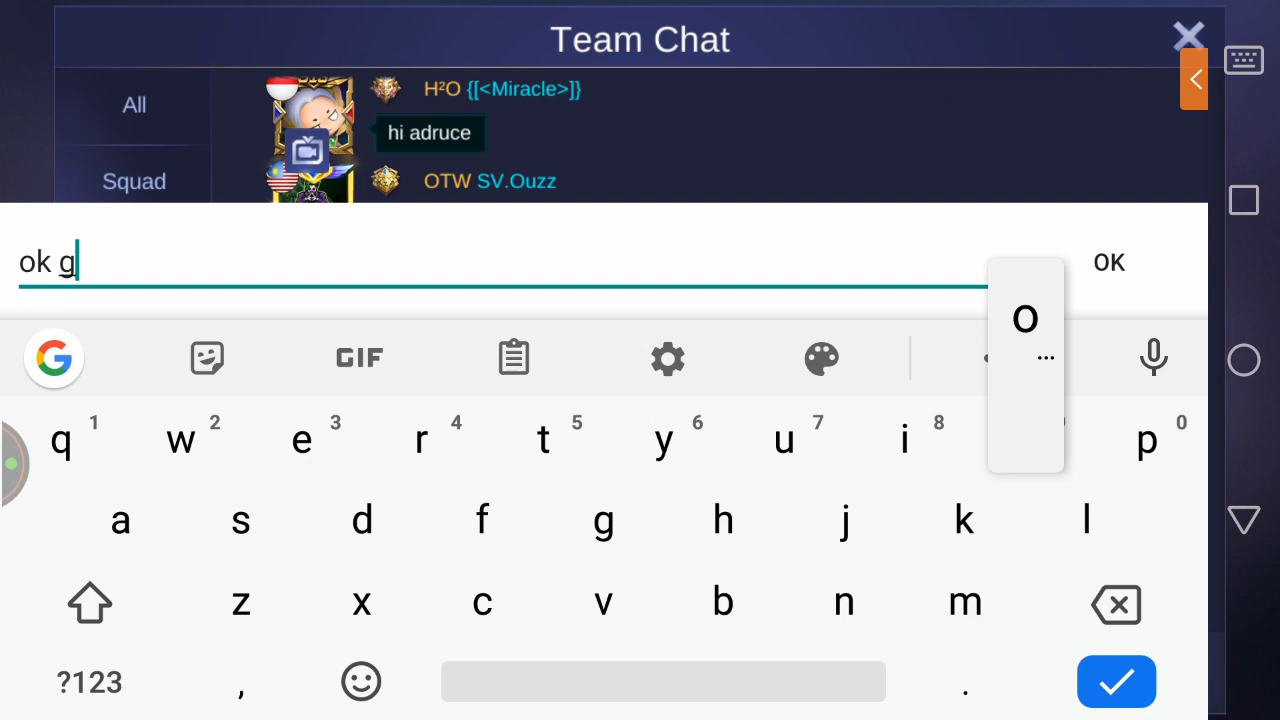 Team Chat
All
H²O {[<Miracle>]}
hi adruce
Squad
OTW SV.Ouzz
ok g
OK
o
...
GIF
q 1 w 2 e 3 r 4 t 5 y 6 u 7 i 8 p 0
a s d f g h j k l
z x c v b n m
?123 , .